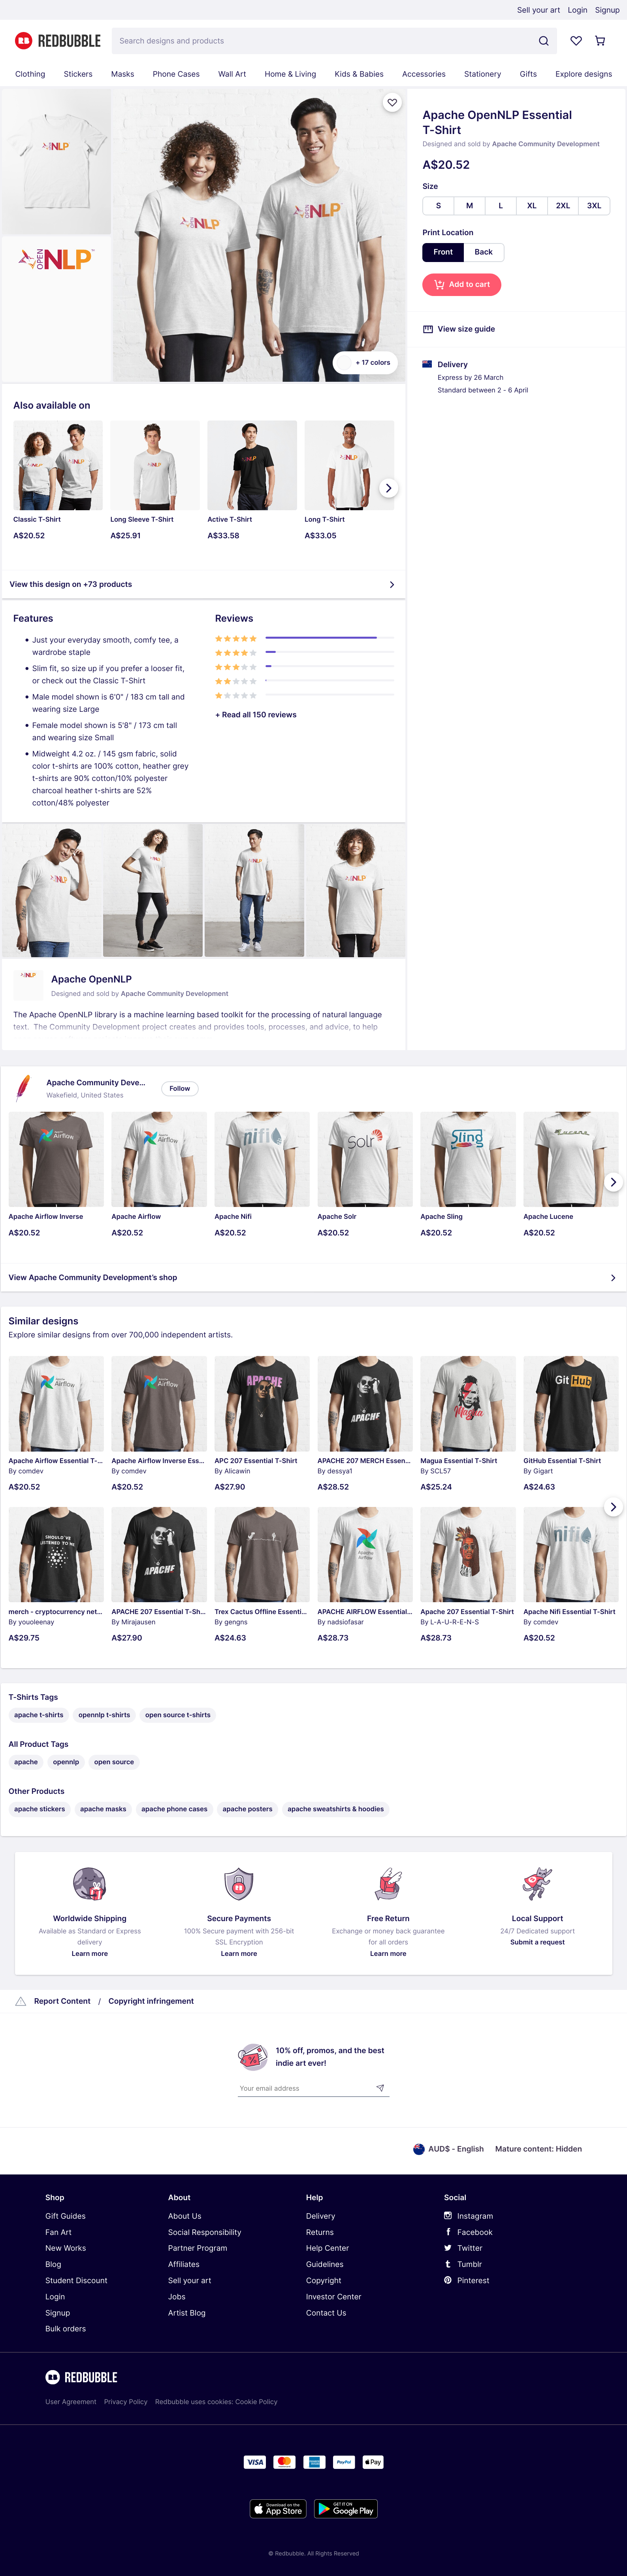 Sell your art Login Signup
REDBUBBLE
Search designs and products
Clothing Stickers Masks Phone Cases Wall Art Home & Living Kids & Babies Accessories Stationery Gifts Explore designs
OPEN NLP
Apache OpenNLP Essential
T-Shirt
Designed and sold by Apache Community Development
A$20.52
Size
S M L XL 2XL 3XL
Print Location
Front Back
Add to cart
View size guide
Delivery
Express by 26 March
Standard between 2 - 6 April
+ 17 colors
Also available on
Classic T-Shirt
A$20.52
Long Sleeve T-Shirt
A$25.91
Active T-Shirt
A$33.58
Long T-Shirt
A$33.05
View this design on +73 products
Features
Just your everyday smooth, comfy tee, a
wardrobe staple
Slim fit, so size up if you prefer a looser fit,
or check out the Classic T-Shirt
Male model shown is 6'0" / 183 cm tall and
wearing size Large
Female model shown is 5'8" / 173 cm tall
and wearing size Small
Midweight 4.2 oz. / 145 gsm fabric, solid
color t-shirts are 100% cotton, heather grey
t-shirts are 90% cotton/10% polyester
charcoal heather t-shirts are 52%
cotton/48% polyester
Reviews
+ Read all 150 reviews
Apache OpenNLP
Designed and sold by Apache Community Development
The Apache OpenNLP library is a machine learning based toolkit for the processing of natural language
text. The Community Development project creates and provides tools, processes, and advice, to help
Apache Community Deve...
Wakefield, United States
Follow
Apache Airflow Inverse
A$20.52
Apache Airflow
A$20.52
Apache Nifi
A$20.52
Apache Solr
A$20.52
Apache Sling
A$20.52
Apache Lucene
A$20.52
View Apache Community Development's shop
Similar designs
Explore similar designs from over 700,000 independent artists.
Apache Airflow Essential T-...
By comdev
A$20.52
Apache Airflow Inverse Ess...
By comdev
A$20.52
APC 207 Essential T-Shirt
By Alicawin
A$27.90
APACHE 207 MERCH Essen...
By dessya1
A$28.52
Magua Essential T-Shirt
By SCL57
A$25.24
GitHub Essential T-Shirt
By Gigart
A$24.63
merch - cryptocurrency net...
By youoleenay
A$29.75
APACHE 207 Essential T-Sh...
By Mirajausen
A$27.90
Trex Cactus Offline Essenti...
By gengns
A$24.63
APACHE AIRFLOW Essential...
By nadsiofasar
A$28.73
Apache 207 Essential T-Shirt
By L-A-U-R-E-N-S
A$28.73
Apache Nifi Essential T-Shirt
By comdev
A$20.52
T-Shirts Tags
apache t-shirts opennlp t-shirts open source t-shirts
All Product Tags
apache opennlp open source
Other Products
apache stickers apache masks apache phone cases apache posters apache sweatshirts & hoodies
Worldwide Shipping
Available as Standard or Express
delivery
Learn more
Secure Payments
100% Secure payment with 256-bit
SSL Encryption
Learn more
Free Return
Exchange or money back guarantee
for all orders
Learn more
Local Support
24/7 Dedicated support
Submit a request
Report Content / Copyright infringement
10% off, promos, and the best
indie art ever!
Your email address
AUD$ - English Mature content: Hidden
Shop
Gift Guides
Fan Art
New Works
Blog
Student Discount
Login
Signup
Bulk orders
About
About Us
Social Responsibility
Partner Program
Affiliates
Sell your art
Jobs
Artist Blog
Help
Delivery
Returns
Help Center
Guidelines
Copyright
Investor Center
Contact Us
Social
Instagram
Facebook
Twitter
Tumblr
Pinterest
REDBUBBLE
User Agreement Privacy Policy Redbubble uses cookies: Cookie Policy
VISA MasterCard PayPal Pay
Download on the App Store
GET IT ON Google Play
© Redbubble. All Rights Reserved